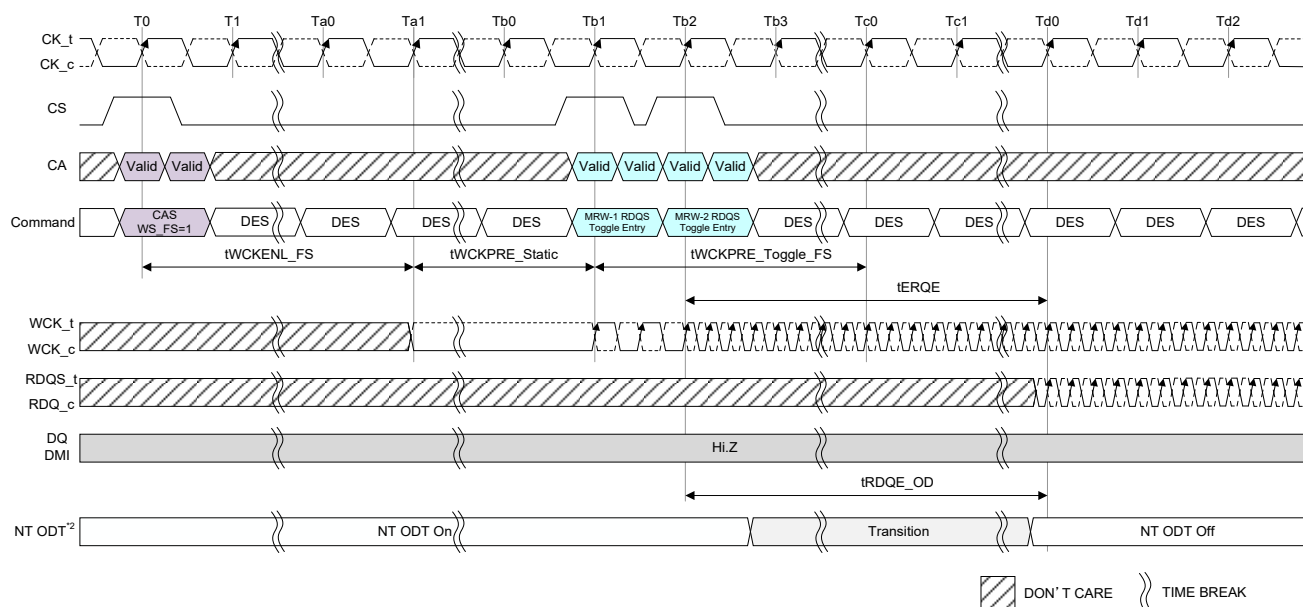 T0 T1 Ta0 Ta1 Tb0 Tb1 Tb2 Tb3 Tc0 Tc1 Td0 Td1 Td2
CK_t
CK_c
CS
CA Valid Valid Valid Valid Valid Valid
Command CAS WS_FS=1 DES DES DES DES MRW-1 RDQS Toggle Entry MRW-2 RDQS Toggle Entry DES DES DES DES DES DES
tWCKENL_FS tWCKPRE_Static tWCKPRE_Toggle_FS
tERQE
WCK_t
WCK_c
RDQS_t
RDQ_c
DQ
DMI
Hi.Z
tRDQE_OD
NT ODT*2 NT ODT On Transition NT ODT Off
DON'T CARE TIME BREAK